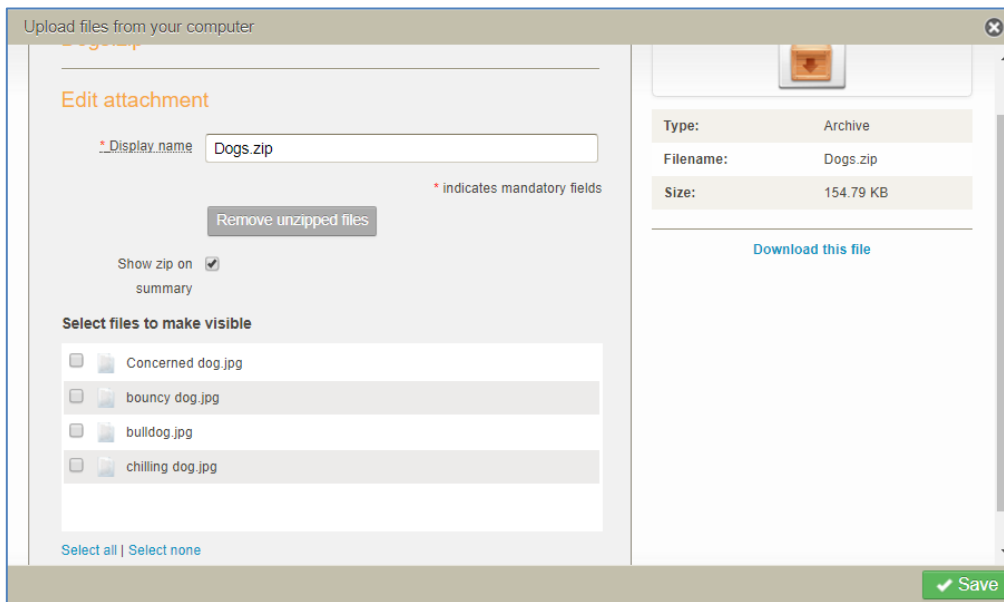 Upload files from your computer
Dogs.zip
Edit attachment
* Display name
Dogs.zip
* indicates mandatory fields
Remove unzipped files
Show zip on
summary
Select files to make visible
Concerned dog.jpg
bouncy dog.jpg
bulldog.jpg
chilling dog.jpg
Select all | Select none
Type: Archive
Filename: Dogs.zip
Size: 154.79 KB
Download this file
Save